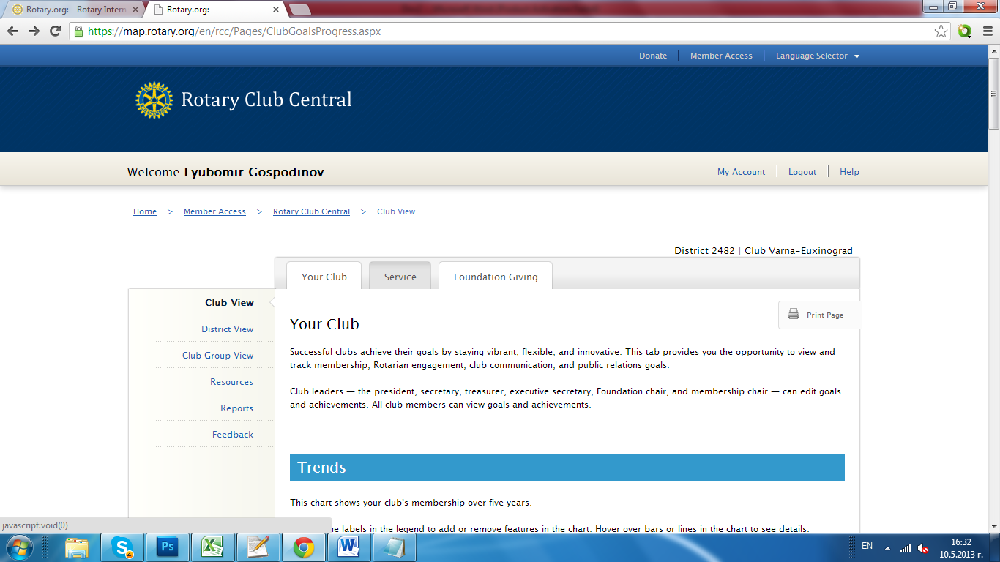 Rotary.org: - Rotary Intern
Rotary.org:
https://map.rotary.org/en/rcc/Pages/ClubGoalsProgress.aspx
Donate
Member Access
Language Selector
Rotary Club Central
Welcome Lyubomir Gospodinov
My Account
Logout
Help
Home > Member Access > Rotary Club Central > Club View
District 2482 | Club Varna-Euxinograd
Your Club
Service
Foundation Giving
Club View
District View
Club Group View
Resources
Reports
Feedback
Print Page
Your Club
Successful clubs achieve their goals by staying vibrant, flexible, and innovative. This tab provides you the opportunity to view and
track membership, Rotarian engagement, club communication, and public relations goals.
Club leaders — the president, secretary, treasurer, executive secretary, Foundation chair, and membership chair — can edit goals
and achievements. All club members can view goals and achievements.
Trends
This chart shows your club's membership over five years.
labels in the legend to add or remove features in the chart. Hover over bars or lines in the chart to see details.
javascript:void(0)
4
Ps
EN
16:32
10.5.2013 г.